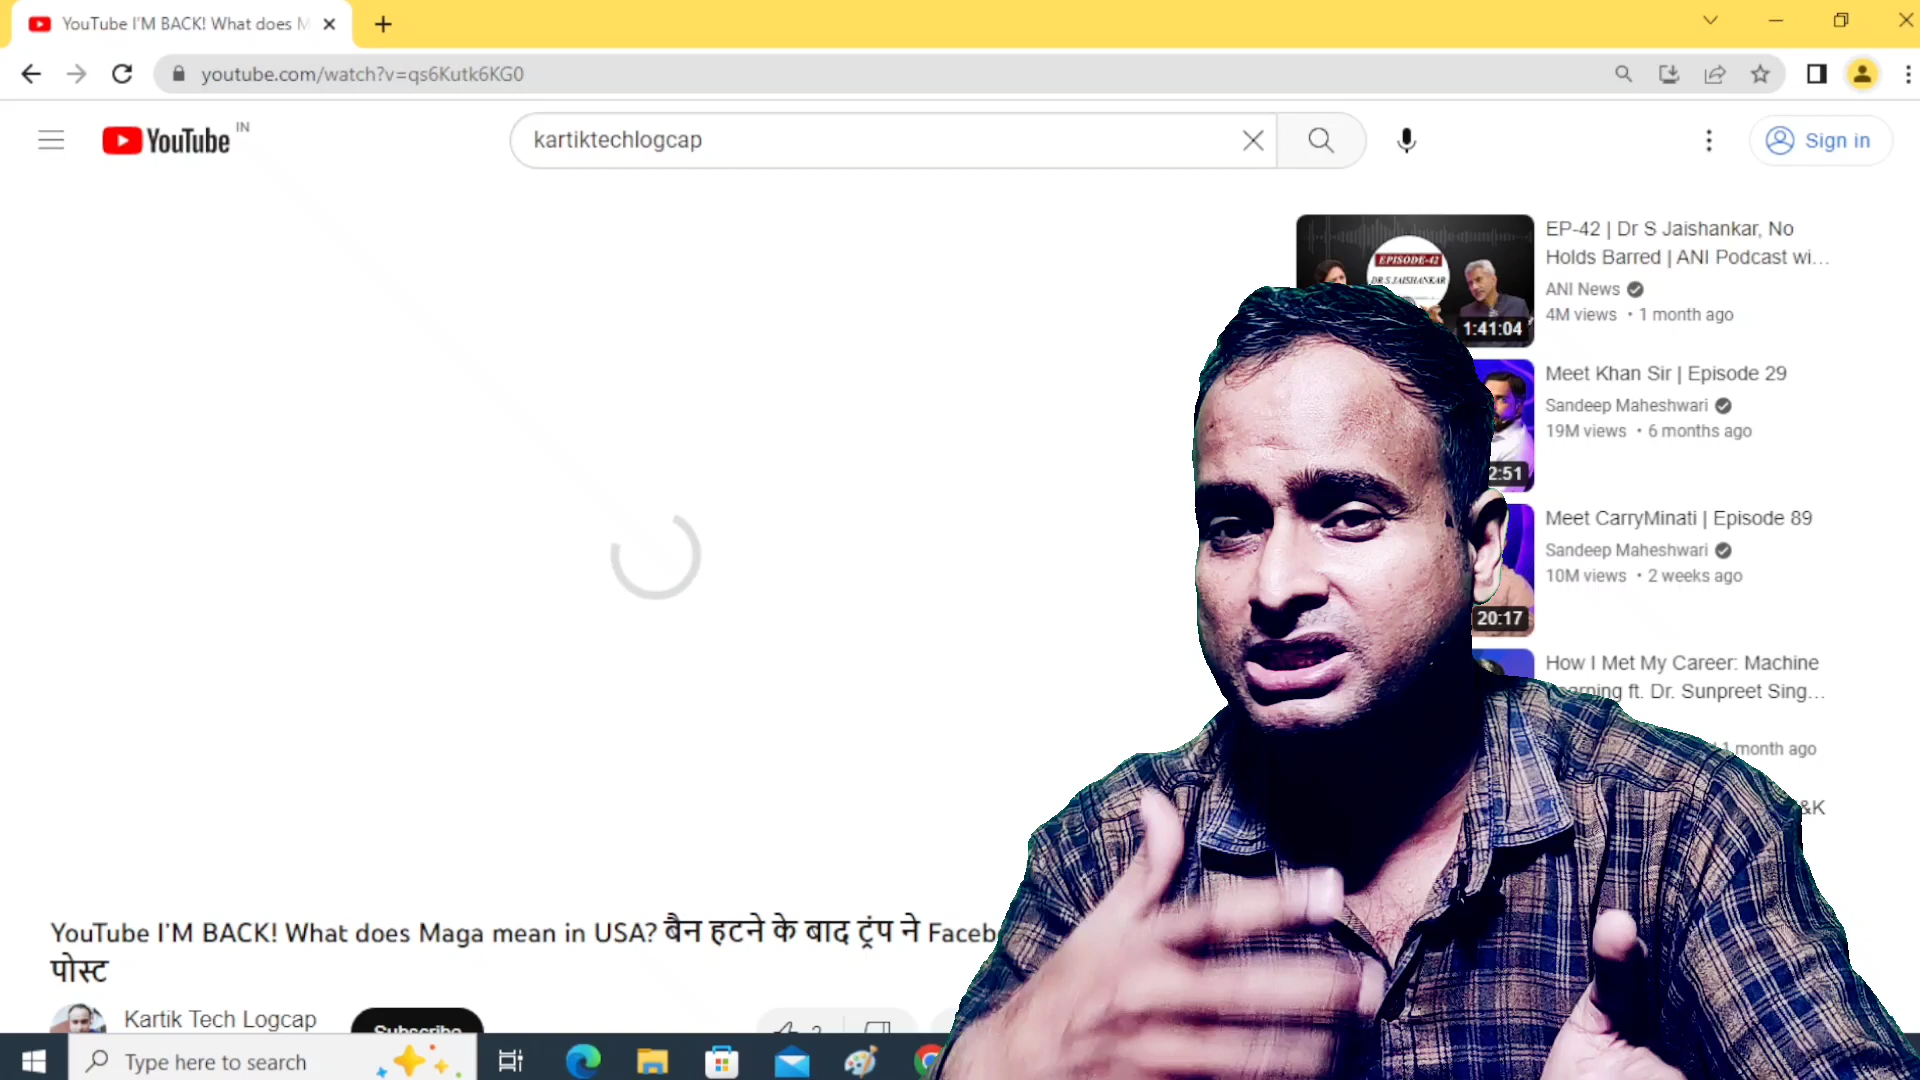 YouTube I'M BACK! What does M
youtube.com/watch?v=qs6Kutk6KG0
YouTube IN
kartiktechlogcap
Sign in
EPISODE-42
DR S JAISHANKAR
1:41:04
EP-42 | Dr S Jaishankar, No
Holds Barred | ANI Podcast wi...
ANI News
4M views • 1 month ago
2:51
Meet Khan Sir | Episode 29
Sandeep Maheshwari
19M views • 6 months ago
20:17
Meet CarryMinati | Episode 89
Sandeep Maheshwari
10M views • 2 weeks ago
How I Met My Career: Machine
ft. Dr. Sunpreet Sing...
1 month ago
&K
YouTube I'M BACK! What does Maga mean in USA? बैन हटने के बाद ट्रंप ने Faceb
पोस्ट
Kartik Tech Logcap
Subscribe
2
Type here to search